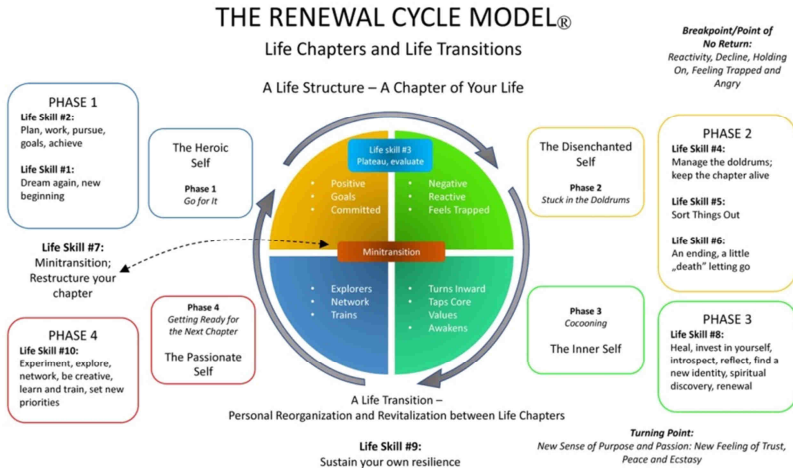 THE RENEWAL CYCLE MODEL®
Life Chapters and Life Transitions
A Life Structure – A Chapter of Your Life
Breakpoint/Point of
No Return:
Reactivity, Decline, Holding
On, Feeling Trapped and
Angry
PHASE 1
Life Skill #2:
Plan, work, pursue,
goals, achieve
Life Skill #1:
Dream again, new
beginning
The Heroic
Self
Phase 1
Go for It
Life skill #3
Plateau, evaluate
• Positive
• Goals
• Committed
• Negative
• Reactive
• Feels Trapped
The Disenchanted
Self
Phase 2
Stuck in the Doldrums
PHASE 2
Life Skill #4:
Manage the doldrums;
keep the chapter alive
Life Skill #5:
Sort Things Out
Life Skill #6:
An ending, a little
„death” letting go
Life Skill #7:
Minitransition;
Restructure your
chapter
Minitransition
• Explorers
• Network
• Trains
• Turns Inward
• Taps Core
Values
• Awakens
Phase 4
Getting Ready for
the Next Chapter
The Passionate
Self
Phase 3
Cocooning
The Inner Self
PHASE 4
Life Skill #10:
Experiment, explore,
network, be creative,
learn and train, set new
priorities
PHASE 3
Life Skill #8:
Heal, invest in yourself,
introspect, reflect, find a
new identity, spiritual
discovery, renewal
A Life Transition –
Personal Reorganization and Revitalization between Life Chapters
Life Skill #9:
Sustain your own resilience
Turning Point:
New Sense of Purpose and Passion: New Feeling of Trust,
Peace and Ecstasy